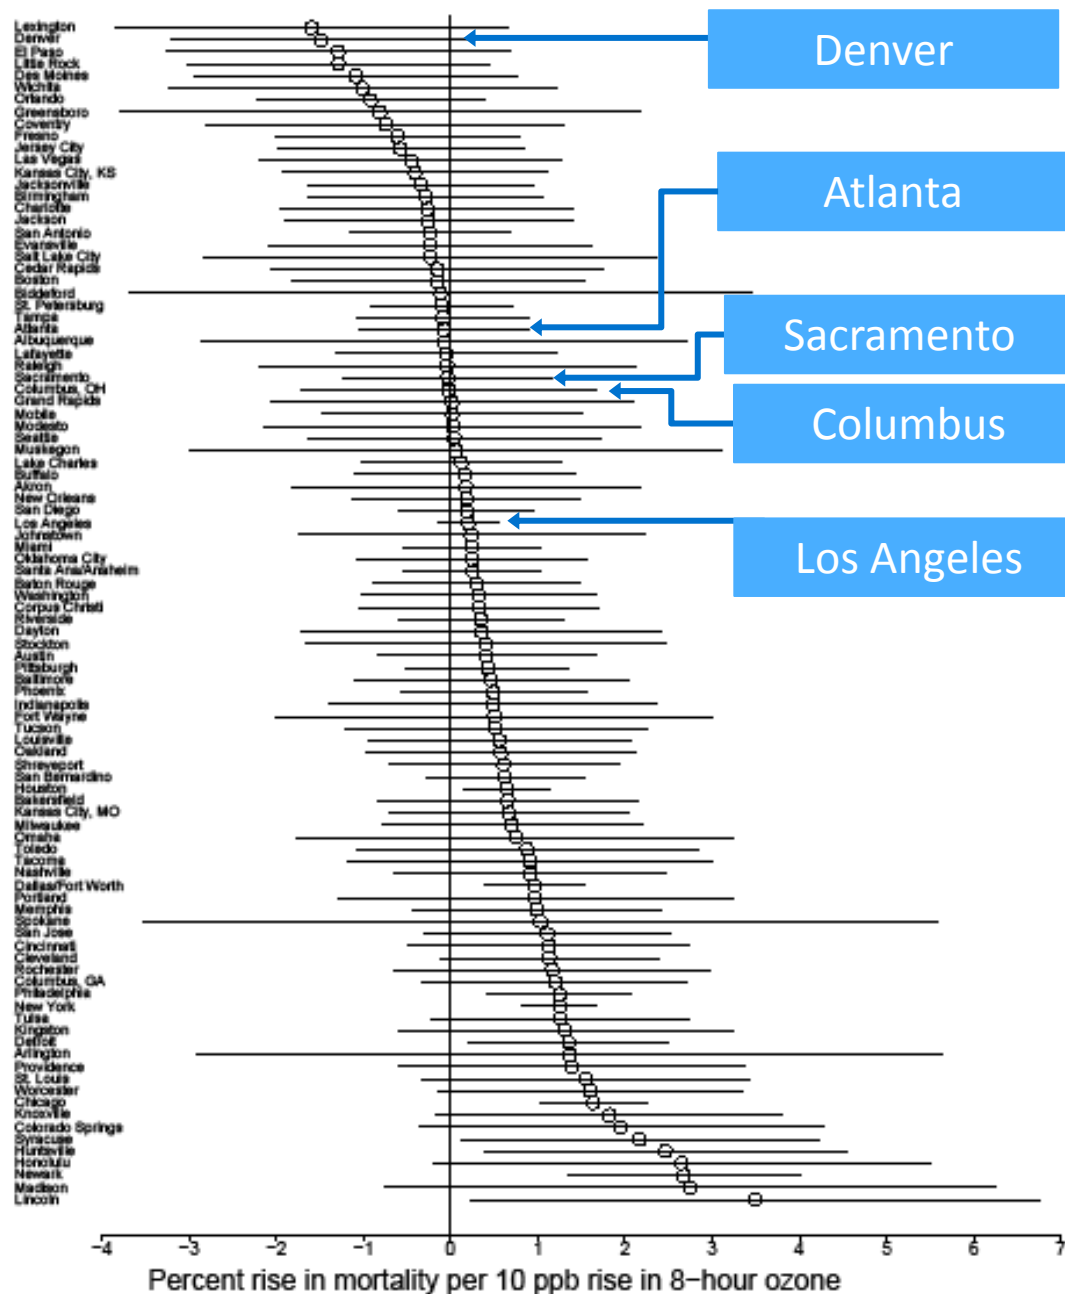 Lexington
Denver
El Paso
Little Rock
Des Moines
Wichita
Orlando
Greensboro
Coventry
Fresno
Jersey City
Las Vegas
Kansas City, KS
Jacksonville
Birmingham
Charlotte
Jackson
San Antonio
Evansville
Salt Lake City
Cedar Rapids
Boston
Biddeford
St. Petersburg
Tampa
Atlanta
Albuquerque
Lafayette
Raleigh
Sacramento
Columbus, OH
Grand Rapids
Mobile
Modesto
Seattle
Muskegon
Lake Charles
Buffalo
Akron
New Orleans
San Diego
Los Angeles
Johnstown
Miami
Oklahoma City
Santa Ana/Anaheim
Baton Rouge
Washington
Corpus Christi
Riverside
Dayton
Stockton
Austin
Pittsburgh
Baltimore
Phoenix
Indianapolis
Fort Wayne
Tucson
Louisville
Oakland
Shreveport
San Bernardino
Houston
Bakersfield
Kansas City, MO
Milwaukee
Omaha
Toledo
Tacoma
Nashville
Dallas/Fort Worth
Portland
Memphis
Spokane
San Jose
Cincinnati
Cleveland
Rochester
Columbus, GA
Philadelphia
New York
Tulsa
Kingston
Detroit
Arlington
Providence
St. Louis
Worcester
Chicago
Knoxville
Colorado Springs
Syracuse
Huntsville
Honolulu
Newark
Madison
Lincoln
Denver
Atlanta
Sacramento
Columbus
Los Angeles
−4 −3 −2 −1 0 1 2 3 4 5 6 7
Percent rise in mortality per 10 ppb rise in 8−hour ozone